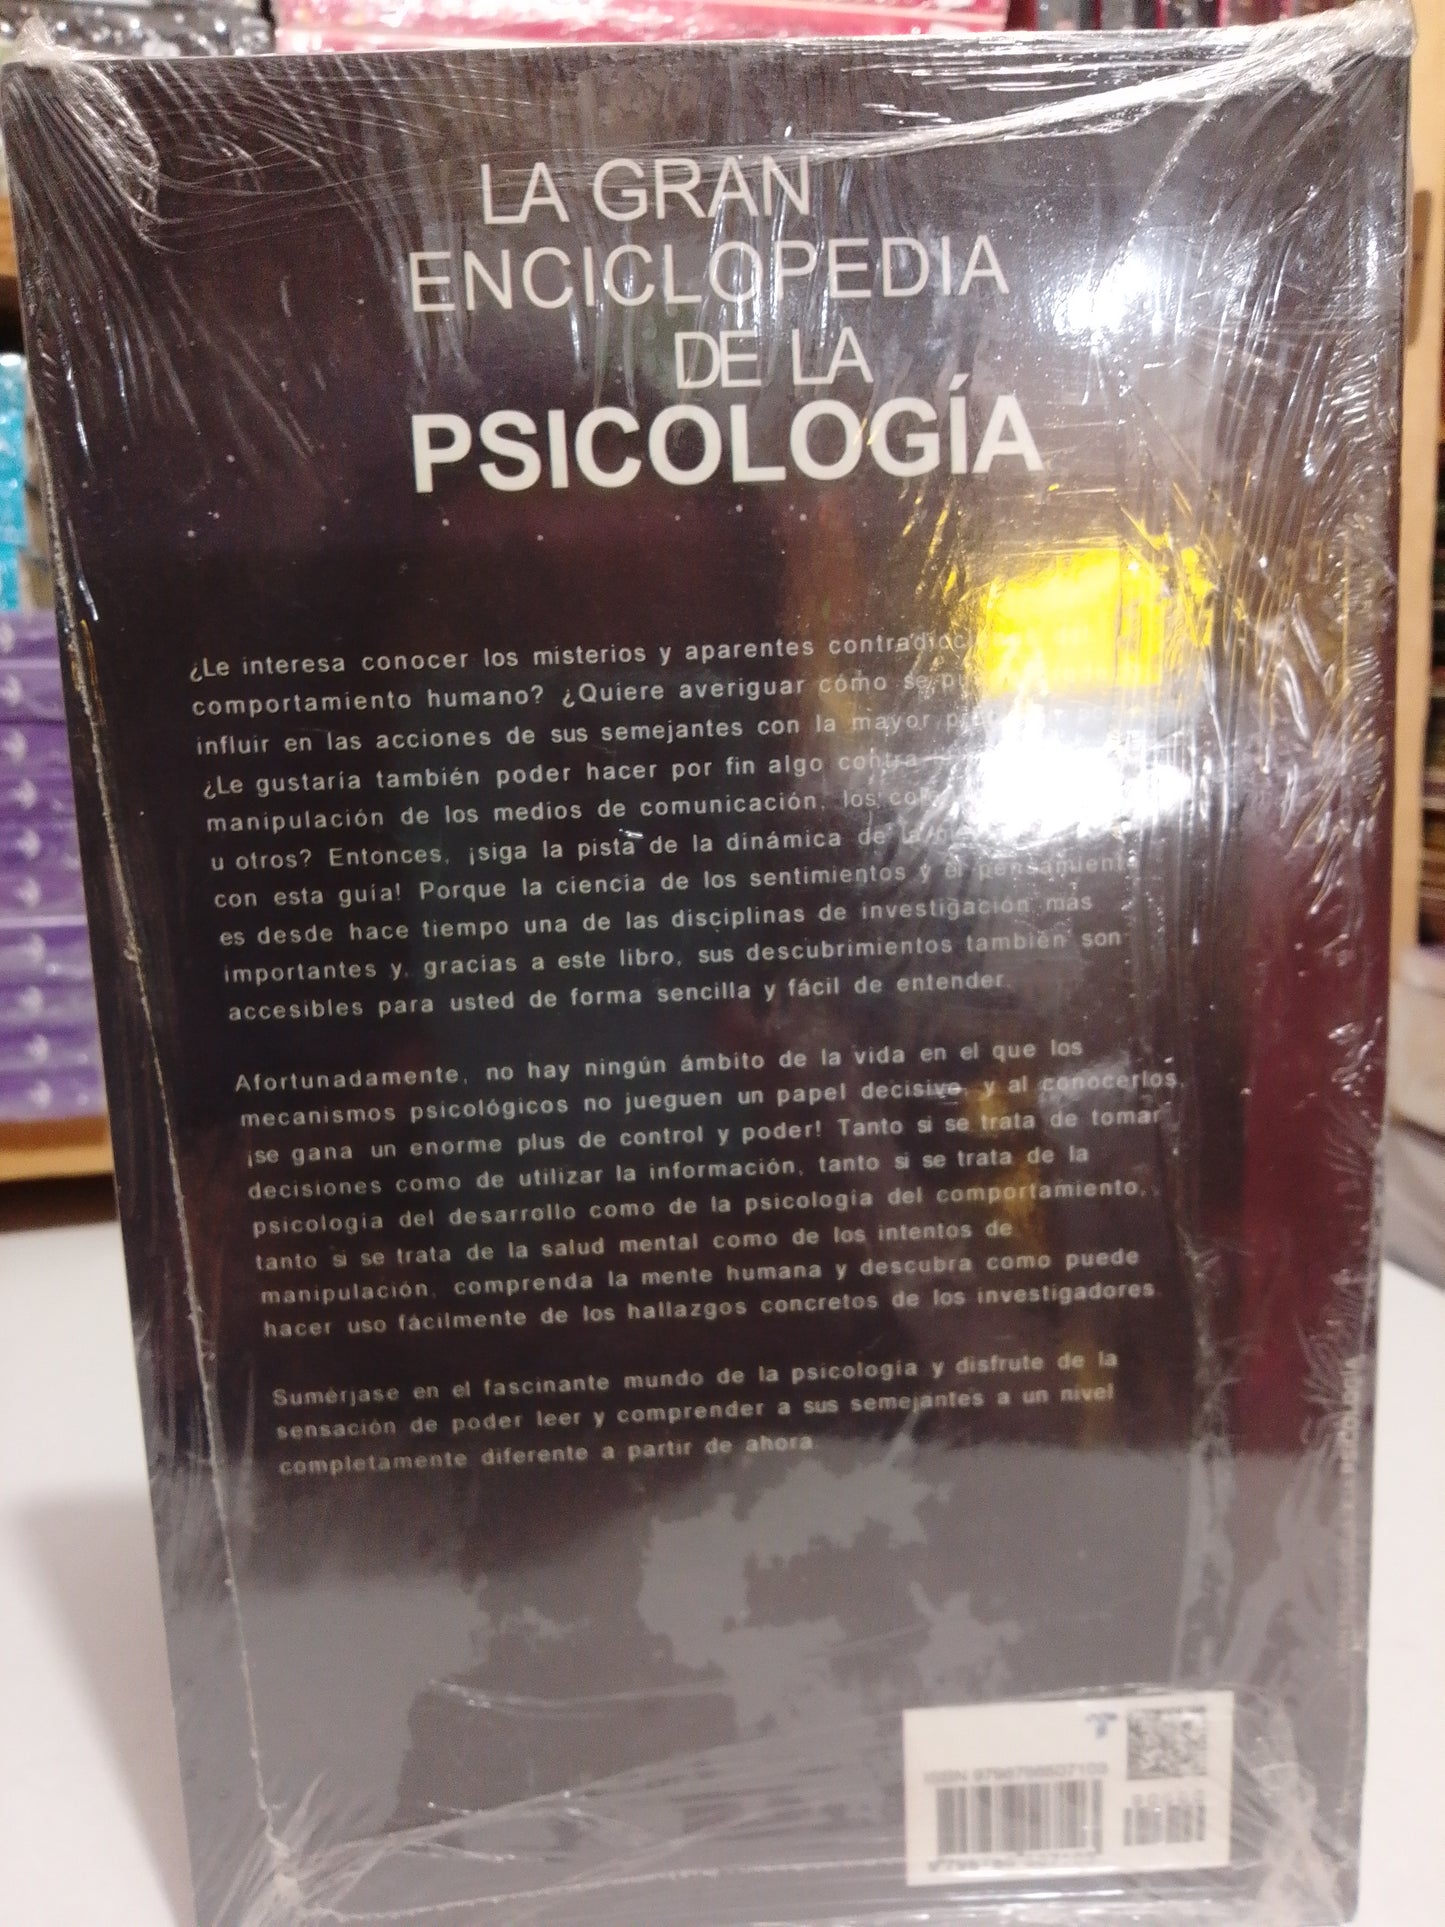 LA GRAN
ENCICLOPEDIA
DE LA
PSICOLOGÍA
¿Le interesa conocer los misterios y aparentes
comportamiento humano? ¿Quiere averiguar cómo se
influir en las acciones de sus semejantes con la mayor
¿Le gustaría también poder hacer por fin algo contra
manipulación de los medios de comunicación, los
u otros? Entonces, ¡siga la pista de la dinámica de la
con esta guía! Porque la ciencia de los sentimientos y el pensamiento
es desde hace tiempo una de las disciplinas de investigación más
importantes y, gracias a este libro, sus descubrimientos también son
accesibles para usted de forma sencilla y fácil de entender.
Afortunadamente, no hay ningún ámbito de la vida en el que los
mecanismos psicológicos no jueguen un papel decisivo, y al conocerlos,
¡se gana un enorme plus de control y poder! Tanto si se trata de tomar
decisiones como de utilizar la información, tanto si se trata de la
psicología del desarrollo como de la psicología del comportamiento,
tanto si se trata de la salud mental como de los intentos de
manipulación, comprenda la mente humana y descubra como puede
hacer uso fácilmente de los hallazgos concretos de los investigadores.
Sumérjase en el fascinante mundo de la psicología y disfrute de la
sensación de poder leer y comprender a sus semejantes a un nivel
completamente diferente a partir de ahora.
ISBN
PSICOLOGÍA